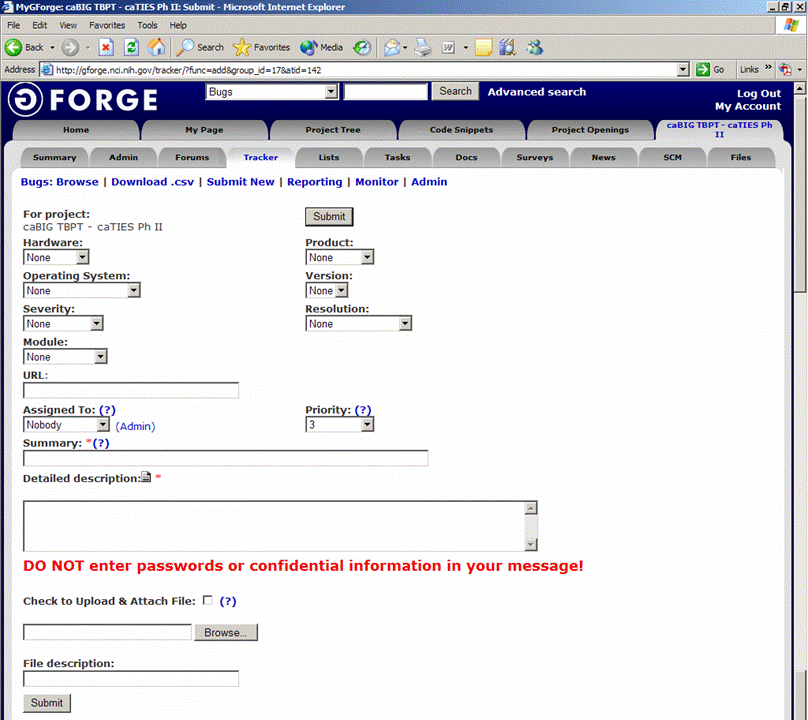 MyGForge: caBIG TBPT - caTIES Ph II: Submit - Microsoft Internet Explorer
File Edit View Favorites Tools Help
Back Search Favorites Media
Address http://gforge.nci.nih.gov/tracker/?func=add&group_id=17&atid=142 Go Links »
GFORGE Bugs Search Advanced search Log Out
My Account
Home My Page Project Tree Code Snippets Project Openings caBIG TBPT - caTIES Ph
II
Summary Admin Forums Tracker Lists Tasks Docs Surveys News SCM Files
Bugs: Browse | Download .csv | Submit New | Reporting | Monitor | Admin
For project: Submit
caBIG TBPT - caTIES Ph II
Hardware: Product:
None None
Operating System: Version:
None None
Severity: Resolution:
None None
Module:
None
URL:
Assigned To: (?) Priority: (?)
Nobody (Admin) 3
Summary: *(?)
Detailed description: *
DO NOT enter passwords or confidential information in your message!
Check to Upload & Attach File: (?)
Browse...
File description:
Submit